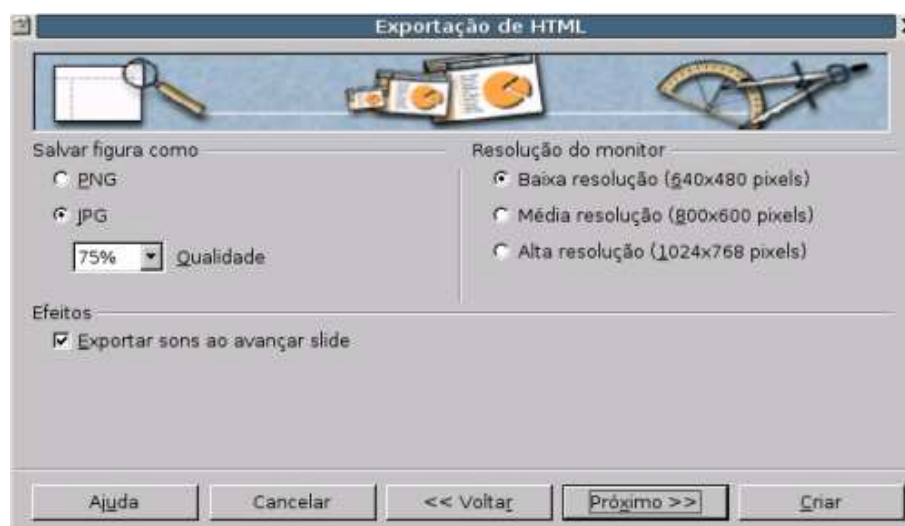 Exportação de HTML
Salvar figura como
PNG
JPG
75% Qualidade
Resolução do monitor
Baixa resolução (640x480 pixels)
Média resolução (800x600 pixels)
Alta resolução (1024x768 pixels)
Efeitos
Exportar sons ao avançar slide
Ajuda
Cancelar
<< Voltar
Próximo >>
Criar